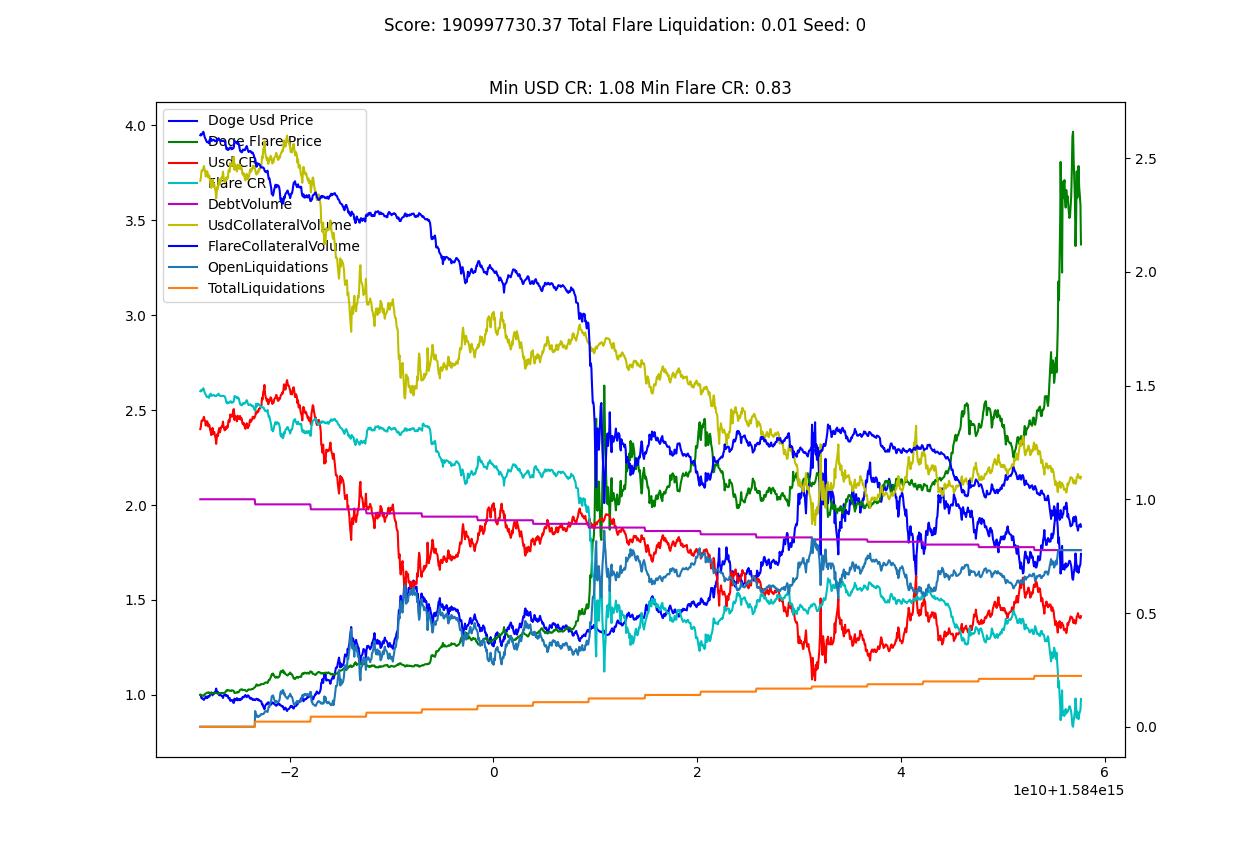 Score: 190997730.37 Total Flare Liquidation: 0.01 Seed: 0
Min USD CR: 1.08 Min Flare CR: 0.83
Doge Usd Price
Doge Flare Price
Usd CR
Flare CR
DebtVolume
UsdCollateralVolume
FlareCollateralVolume
OpenLiquidations
TotalLiquidations
4.0
3.5
3.0
2.5
2.0
1.5
1.0
2.5
2.0
1.5
1.0
0.5
0.0
−2
0
2
4
6
1e10+1.584e15